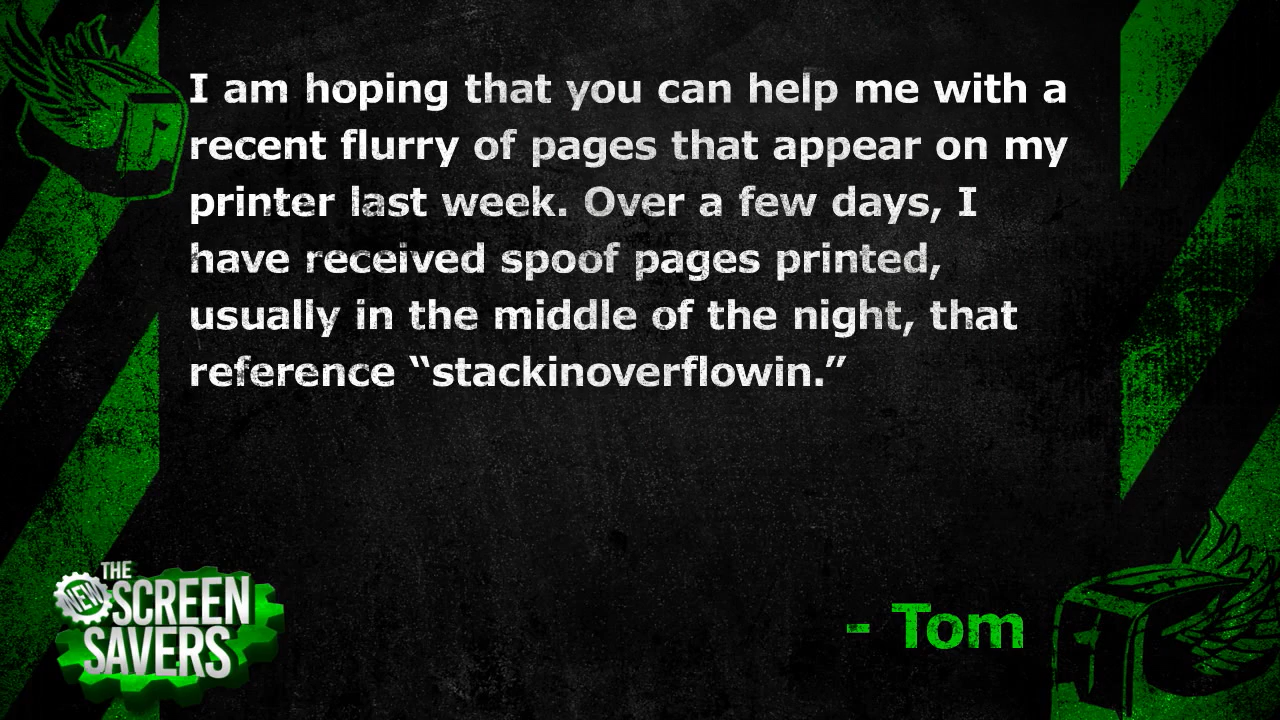 I am hoping that you can help me with a
recent flurry of pages that appear on my
printer last week. Over a few days, I
have received spoof pages printed,
usually in the middle of the night, that
reference “stackinoverflowin.”
- Tom
THE
NEW
SCREEN
SAVERS